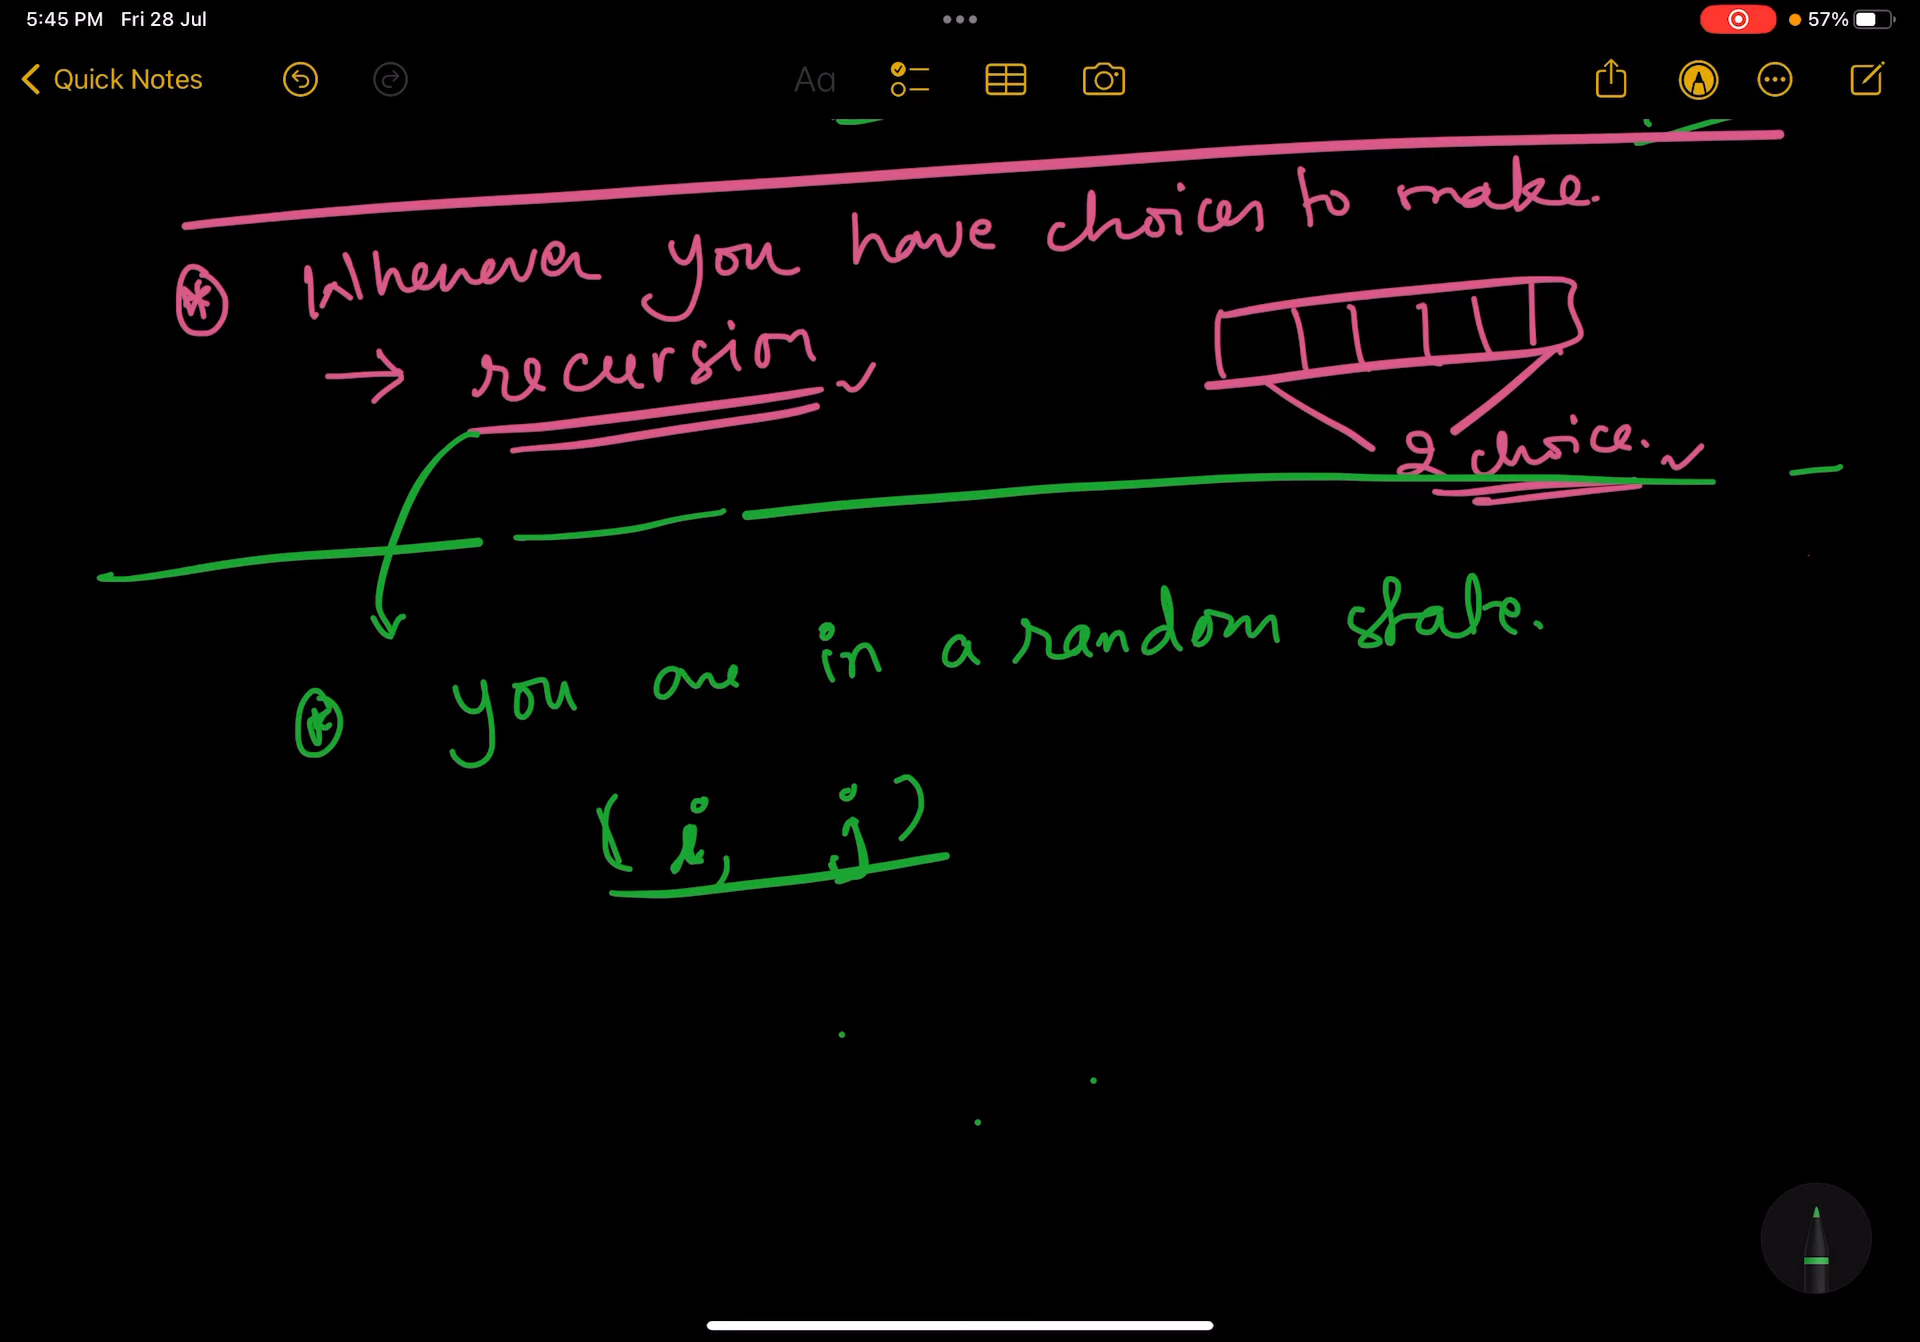 5:45 PM Fri 28 Jul
57%
Quick Notes
Aa
Whenever you have choices to make.
→ recursion
2 choice.
you are in a random state.
(i, j)